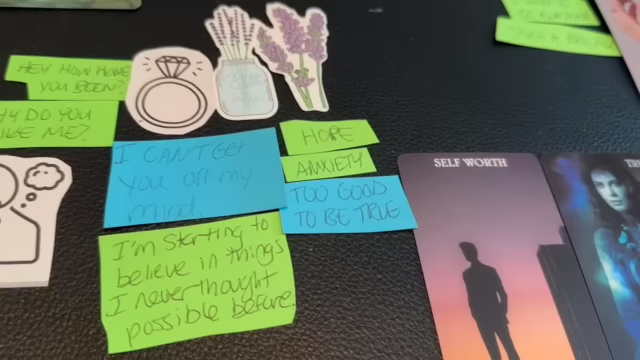 HEY HOW HAVE
YOU BEEN?
WHY DO YOU
LIKE ME?
I CAN'T GET
you off my
mind
HOPE
ANXIETY
TOO GOOD
TO BE TRUE
I'm starting to
believe in things
I never thought
possible before.
SELF WORTH